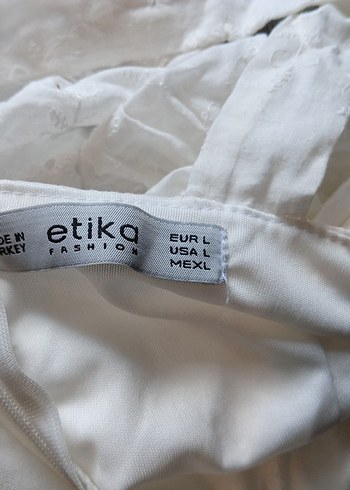 DE IN
RKEY
etika
FASHION
EUR L
USA L
MEXL